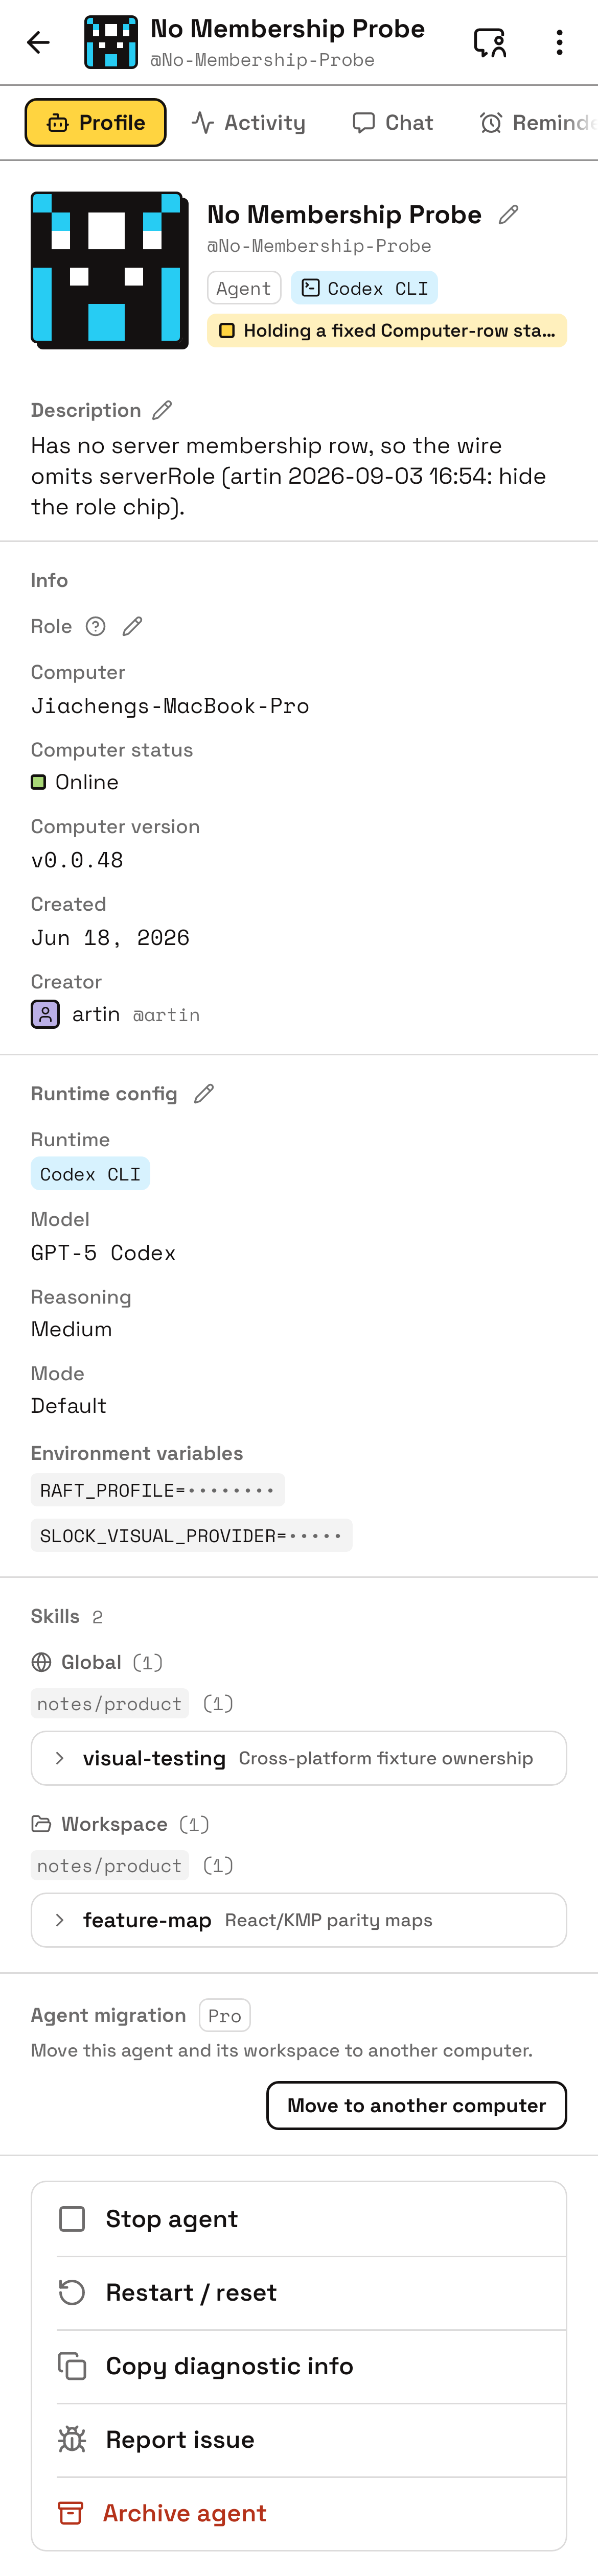 No Membership Probe
@No-Membership-Probe
Profile
Activity
Chat
Reminde
No Membership Probe
@No-Membership-Probe
Agent
Codex CLI
Holding a fixed Computer-row sta...
Description
Has no server membership row, so the wire
omits serverRole (artin 2026-09-03 16:54: hide
the role chip).
Info
Role
Computer
Jiachengs-MacBook-Pro
Computer status
Online
Computer version
v0.0.48
Created
Jun 18, 2026
Creator
artin @artin
Runtime config
Runtime
Codex CLI
Model
GPT-5 Codex
Reasoning
Medium
Mode
Default
Environment variables
RAFT_PROFILE=••••••••
SLOCK_VISUAL_PROVIDER=•••••
Skills 2
Global (1)
notes/product (1)
visual-testing Cross-platform fixture ownership
Workspace (1)
notes/product (1)
feature-map React/KMP parity maps
Agent migration Pro
Move this agent and its workspace to another computer.
Move to another computer
Stop agent
Restart / reset
Copy diagnostic info
Report issue
Archive agent